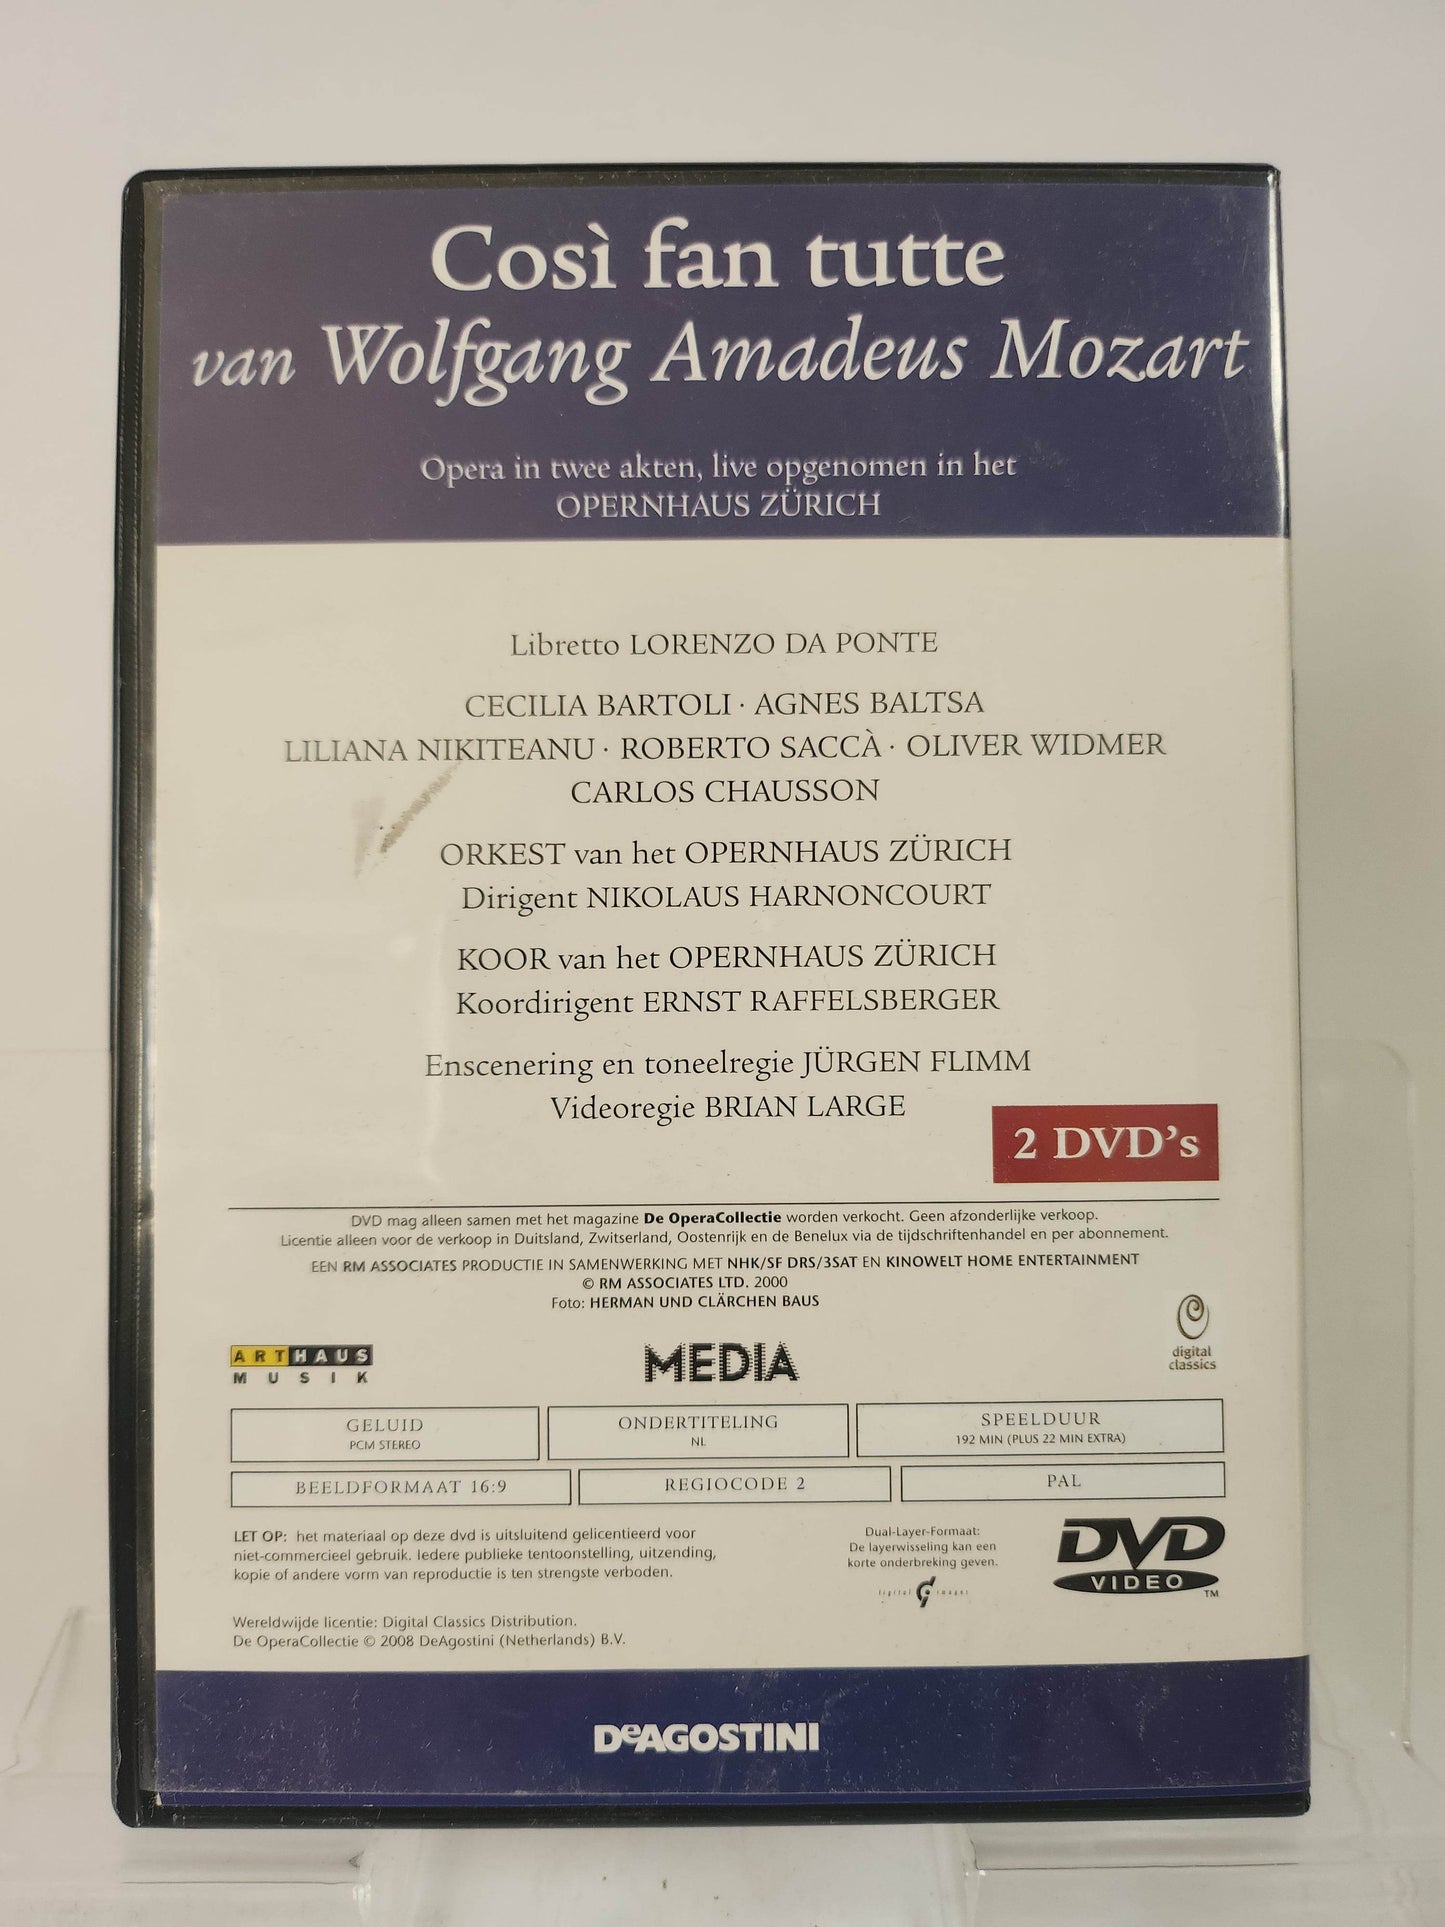 Così fan tutte
van Wolfgang Amadeus Mozart
Opera in twee akten, live opgenomen in het
OPERNHAUS ZÜRICH
Libretto LORENZO DA PONTE
CECILIA BARTOLI · AGNES BALTSA
LILIANA NIKITEANU · ROBERTO SACCÀ · OLIVER WIDMER
CARLOS CHAUSSON
ORKEST van het OPERNHAUS ZÜRICH
Dirigent NIKOLAUS HARNONCOURT
KOOR van het OPERNHAUS ZÜRICH
Koordirigent ERNST RAFFELSBERGER
Enscenering en toneelregie JÜRGEN FLIMM
Videoregie BRIAN LARGE
2 DVD's
DVD mag alleen samen met het magazine De OperaCollectie worden verkocht. Geen afzonderlijke verkoop.
Licentie alleen voor de verkoop in Duitsland, Zwitserland, Oostenrijk en de Benelux via de tijdschriftenhandel en per abonnement.
EEN RM ASSOCIATES PRODUCTIE IN SAMENWERKING MET NHK/SF DRS/3SAT EN KINOWELT HOME ENTERTAINMENT
© RM ASSOCIATES LTD. 2000
Foto: HERMAN UND CLÄRCHEN BAUS
ARTHAUS
MUSIK
MEDIA
digital
classics
GELUID
PCM STEREO
ONDERTITELING
NL
SPEELDUUR
192 MIN (PLUS 22 MIN EXTRA)
BEELDFORMAAT 16:9
REGIOCODE 2
PAL
LET OP: het materiaal op deze dvd is uitsluitend gelicentieerd voor
niet-commercieel gebruik. Iedere publieke tentoonstelling, uitzending,
kopie of andere vorm van reproductie is ten strengste verboden.
Dual-Layer-Formaat:
De layerwisseling kan een
korte onderbreking geven.
digital images
DVD
VIDEO
TM
Wereldwijde licentie: Digital Classics Distribution.
De OperaCollectie © 2008 DeAgostini (Netherlands) B.V.
DeAGOSTINI